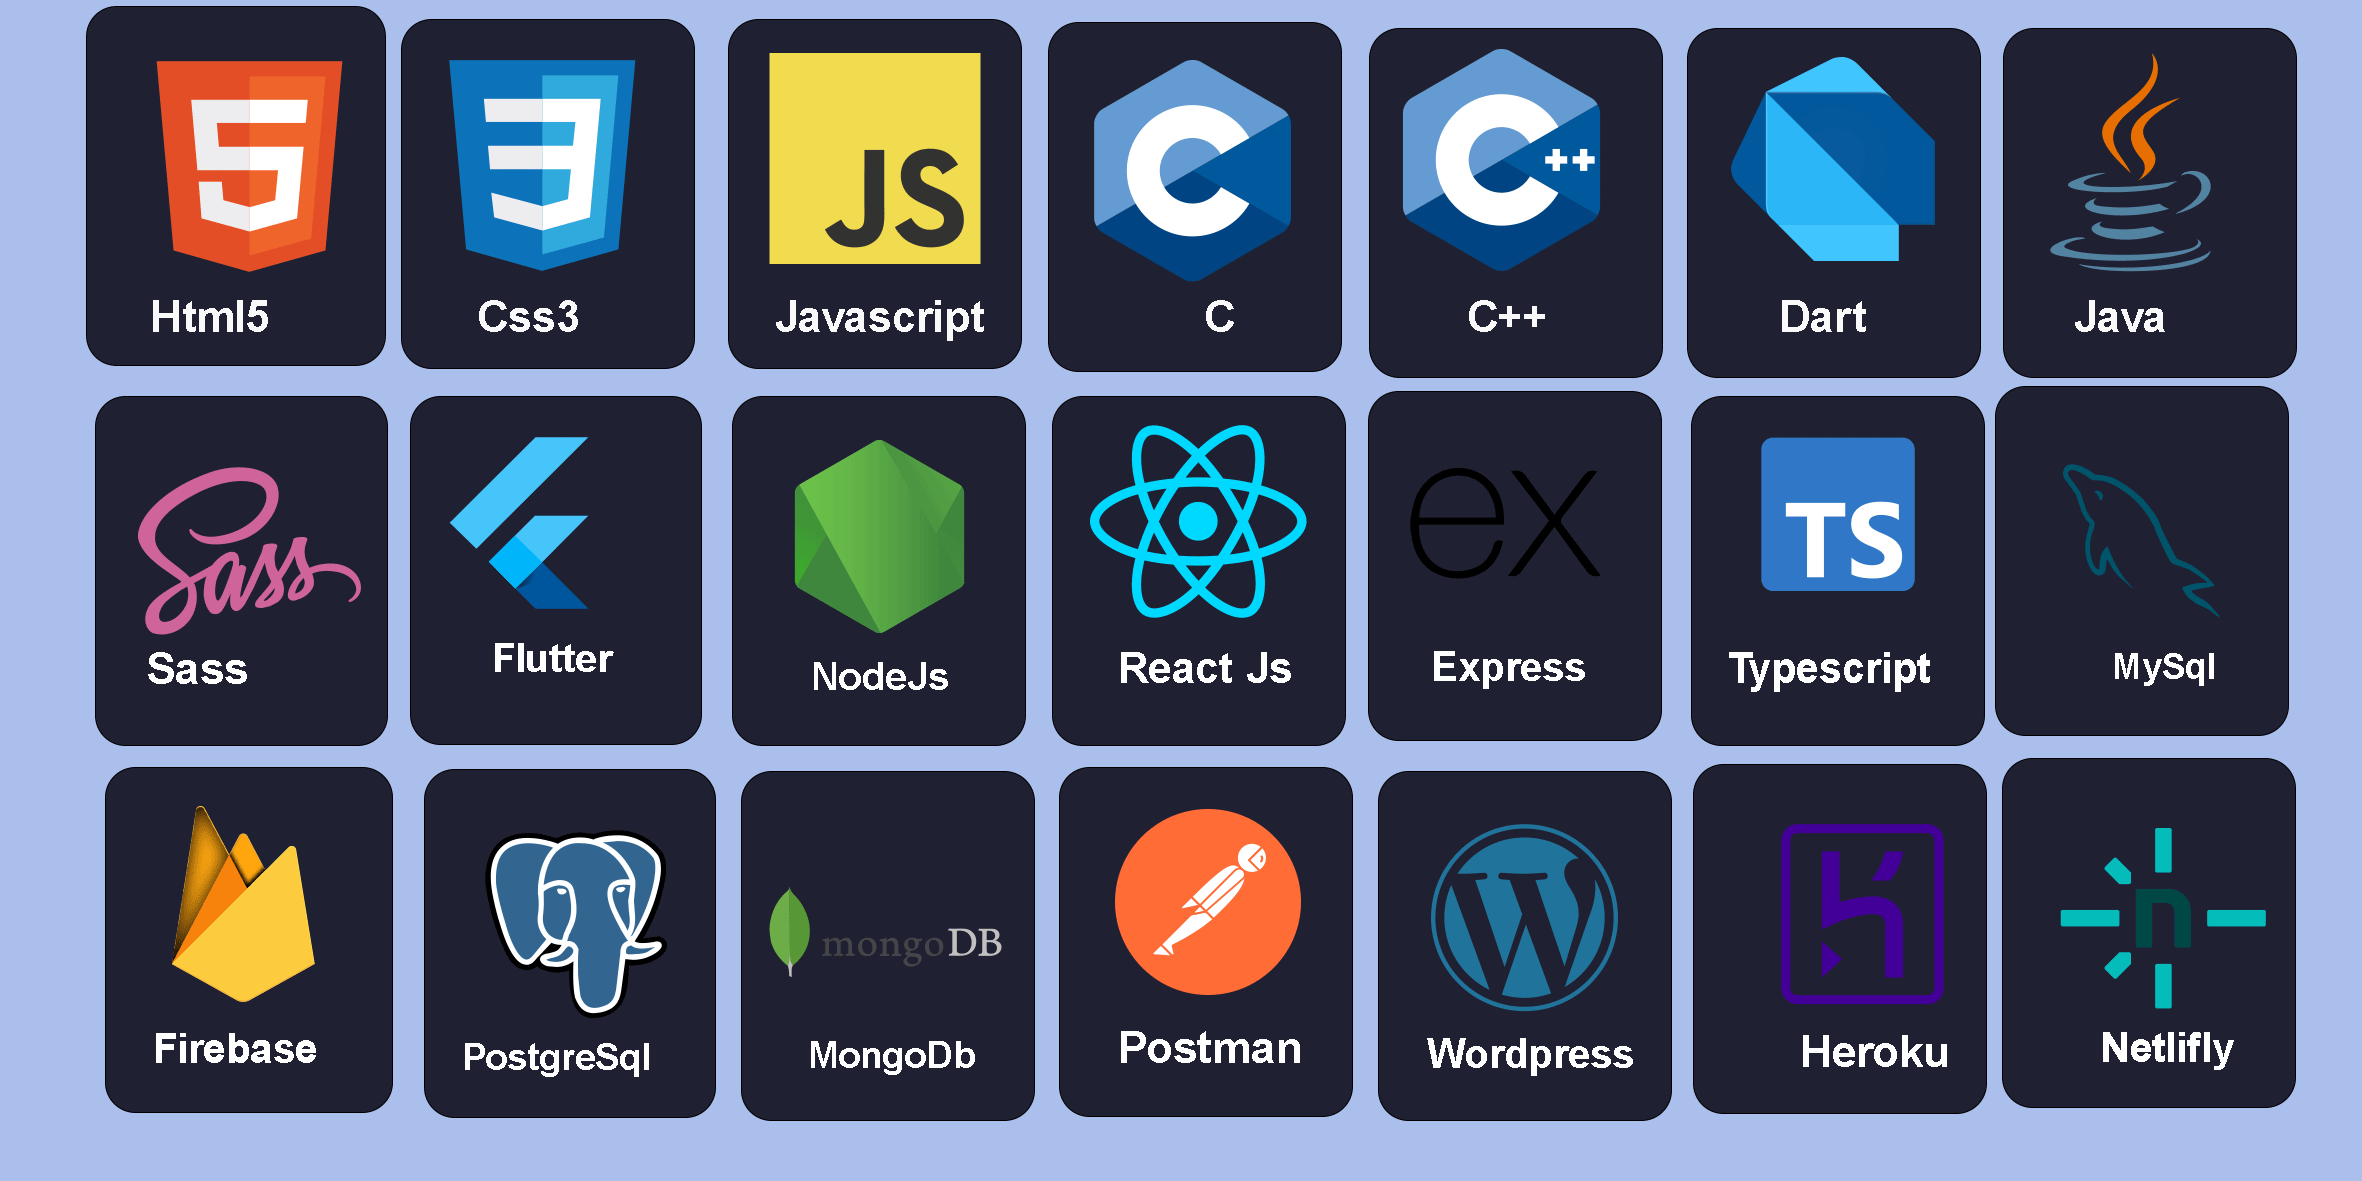 5
3
JS
C
C++
Html5
Css3
Javascript
C
C++
Dart
Java
Sass
ex
TS
Sass
Flutter
NodeJs
React Js
Express
Typescript
MySql
mongoDB
W
h
n
Firebase
PostgreSql
MongoDb
Postman
Wordpress
Heroku
Netlifly